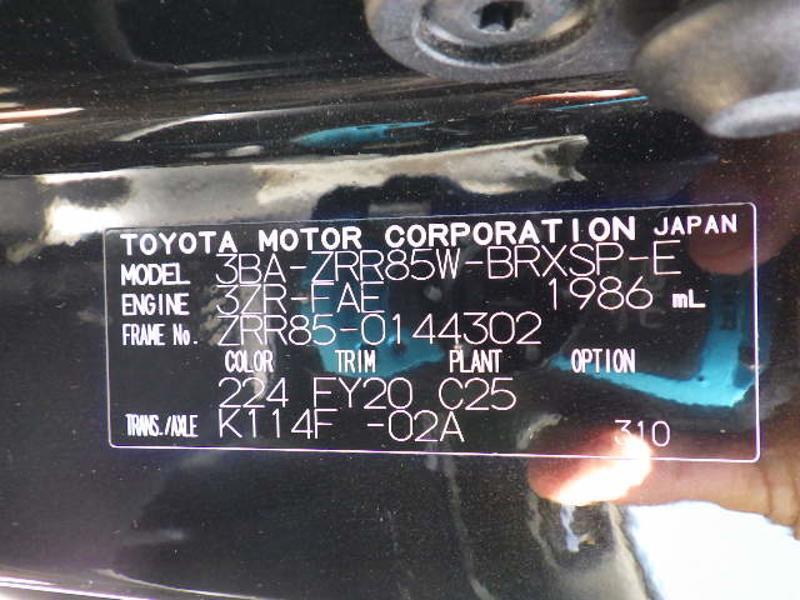 TOYOTA MOTOR CORPORATION JAPAN
MODEL 3BA-ZRR85W-BRXSP-E
ENGINE 3ZR-FAE 1986 mL
FRAME No. ZRR85-0144302
COLOR TRIM PLANT OPTION
224 FY20 C25
TRANS./AXLE K114F -02A 310